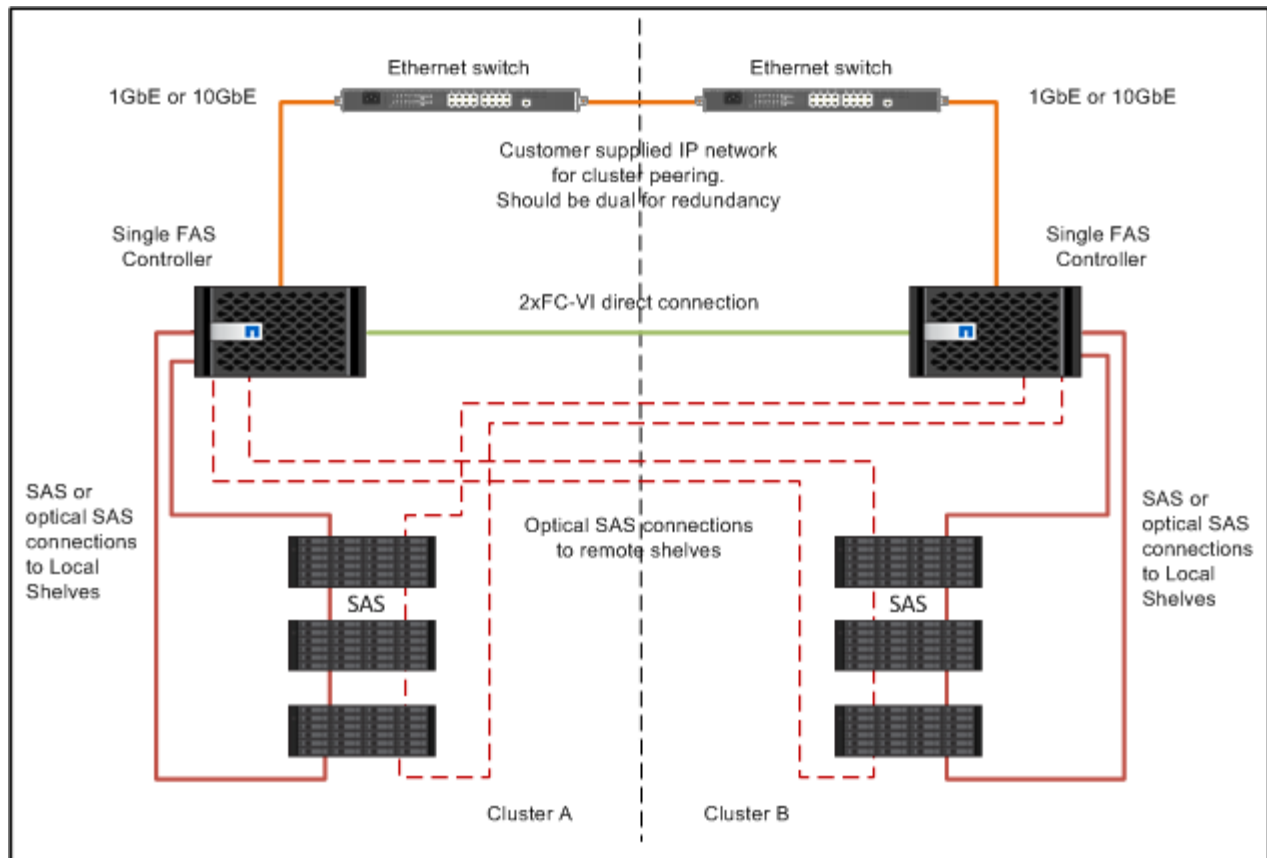 Ethernet switch
Ethernet switch
1GbE or 10GbE
1GbE or 10GbE
Customer supplied IP network
for cluster peering.
Should be dual for redundancy
Single FAS
Controller
Single FAS
Controller
2xFC-VI direct connection
SAS or
optical SAS
connections
to Local
Shelves
Optical SAS connections
to remote shelves
SAS or
optical SAS
connections
to Local
Shelves
SAS
SAS
Cluster A
Cluster B